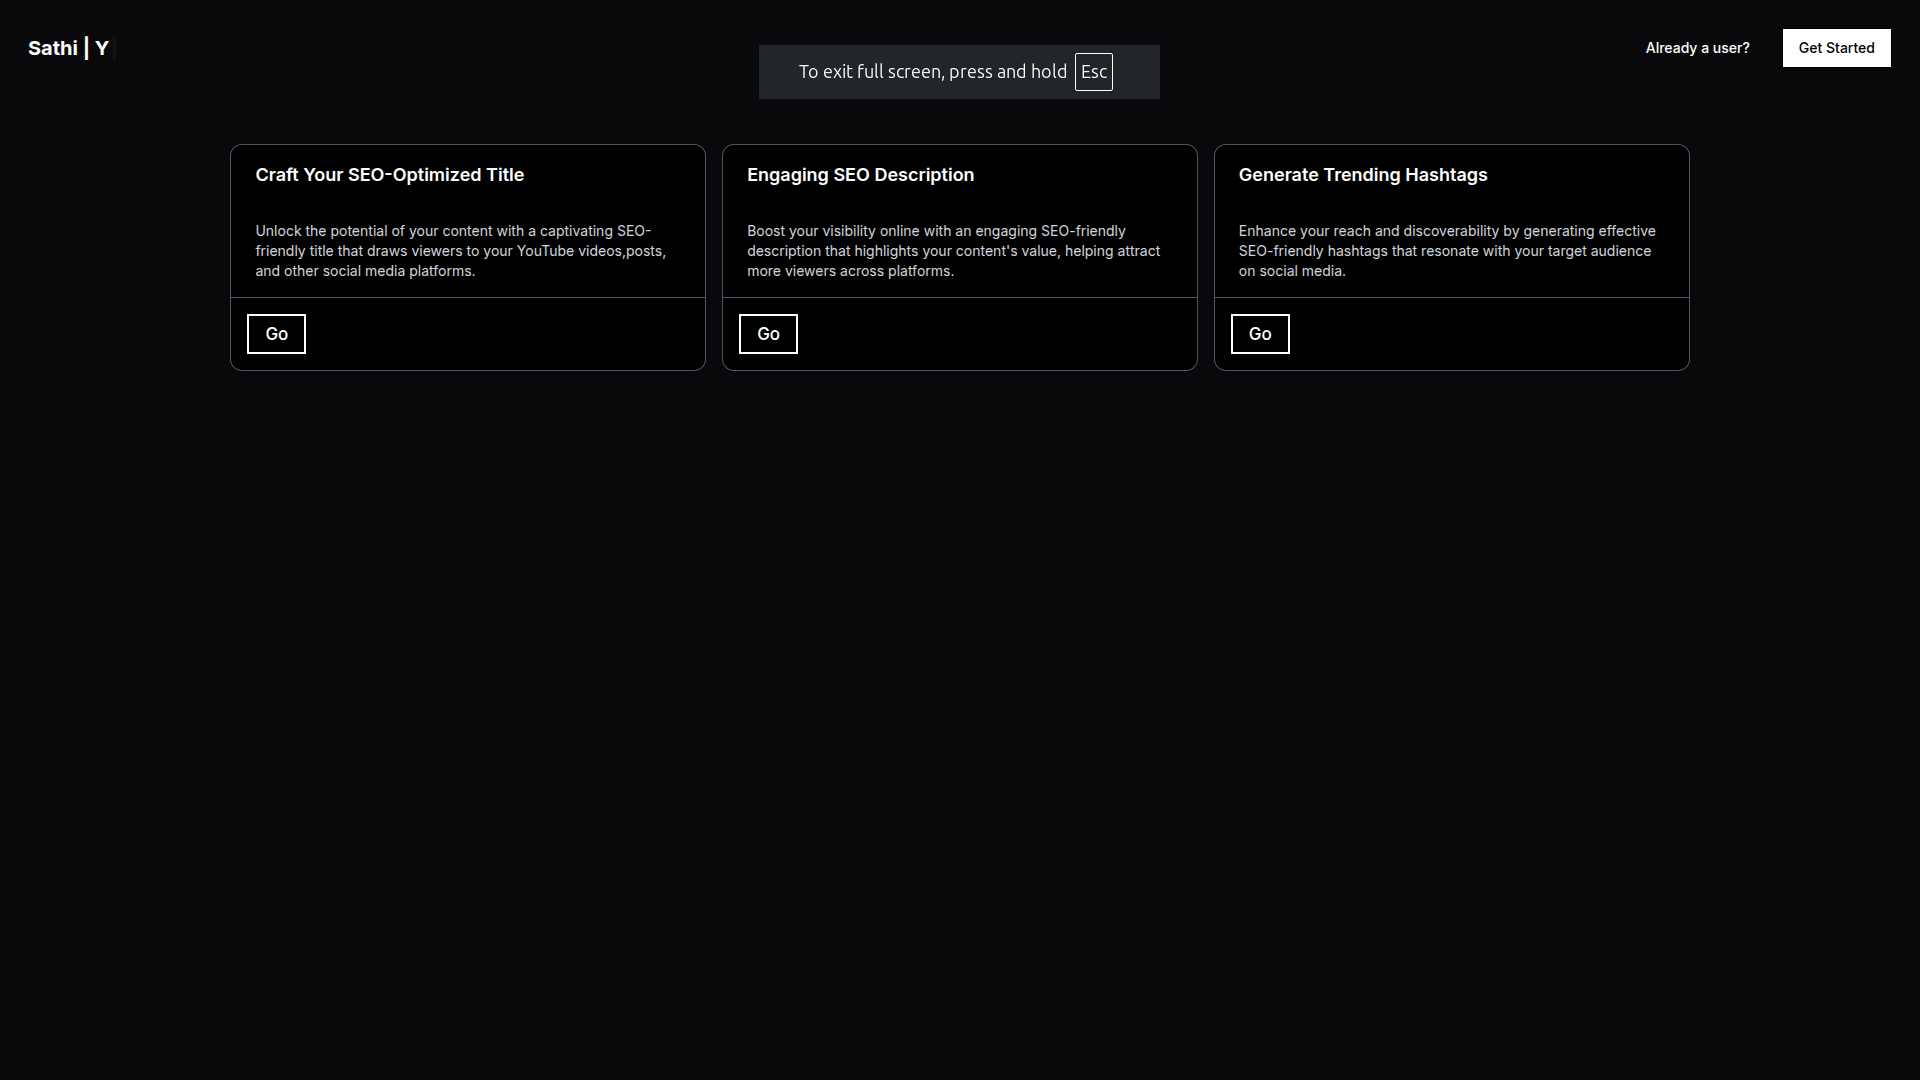 Sathi | Y
Already a user?
Get Started
To exit full screen, press and hold Esc
Craft Your SEO-Optimized Title
Unlock the potential of your content with a captivating SEO-
friendly title that draws viewers to your YouTube videos,posts,
and other social media platforms.
Go
Engaging SEO Description
Boost your visibility online with an engaging SEO-friendly
description that highlights your content's value, helping attract
more viewers across platforms.
Go
Generate Trending Hashtags
Enhance your reach and discoverability by generating effective
SEO-friendly hashtags that resonate with your target audience
on social media.
Go